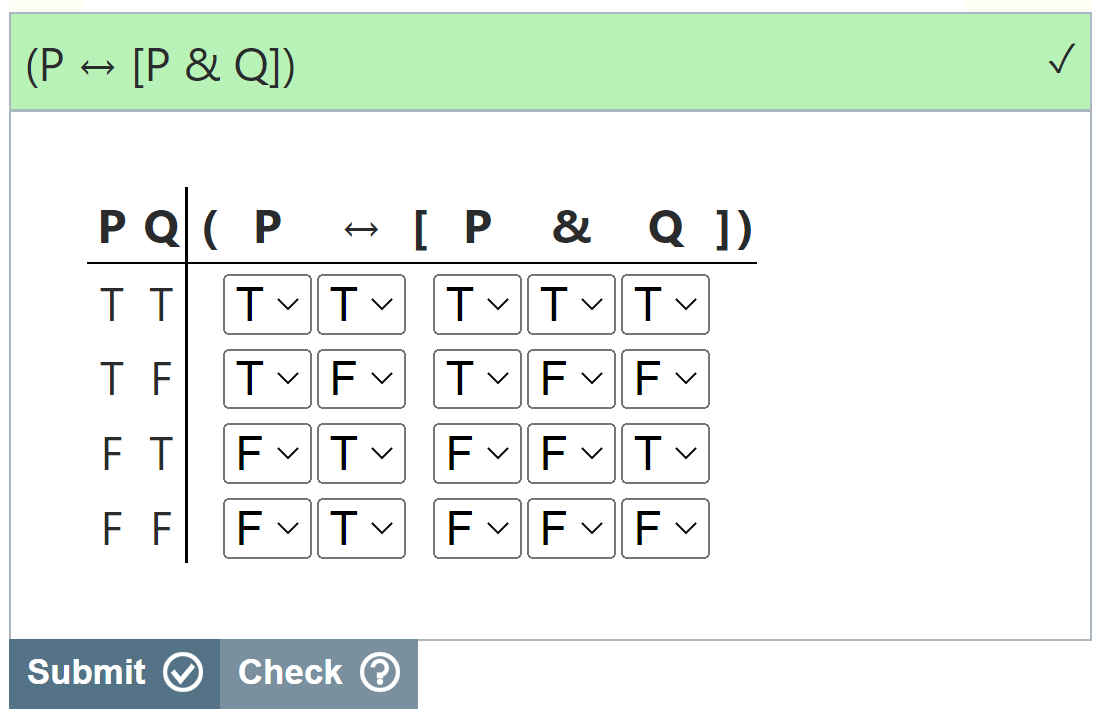 (P ↔ [P & Q]) ✓
P Q ( P ↔ [ P & Q ])
T T T T T T T
T F T F T F F
F T F T F F T
F F F T F F F
Submit Check ?